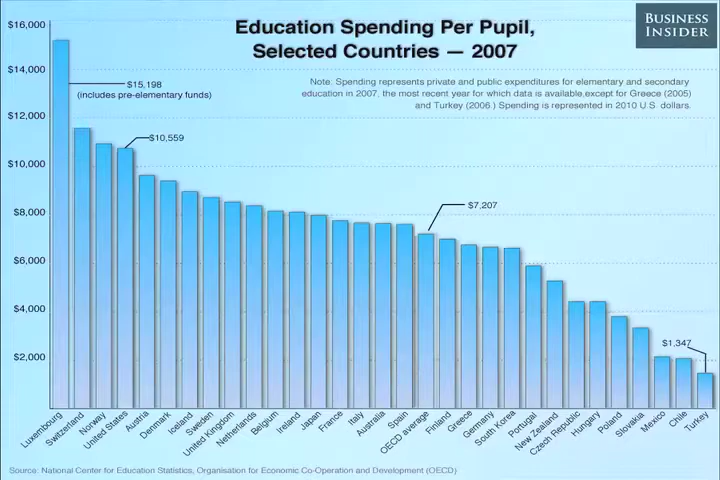 Education Spending Per Pupil,
Selected Countries — 2007
BUSINESS
INSIDER
Note: Spending represents private and public expenditures for elementary and secondary
education in 2007, the most recent year for which data is available,except for Greece (2005)
and Turkey (2006.) Spending is represented in 2010 U.S. dollars.
$16,000
$14,000
$12,000
$10,000
$8,000
$6,000
$4,000
$2,000
$15,198
(includes pre-elementary funds)
$10,559
$7,207
$1,347
Luxembourg
Switzerland
Norway
United States
Austria
Denmark
Iceland
Sweden
United Kingdom
Netherlands
Belgium
Ireland
Japan
France
Italy
Australia
Spain
OECD average
Finland
Greece
Germany
South Korea
Portugal
New Zealand
Czech Republic
Hungary
Poland
Slovakia
Mexico
Chile
Turkey
Source: National Center for Education Statistics, Organisation for Economic Co-Operation and Development (OECD)